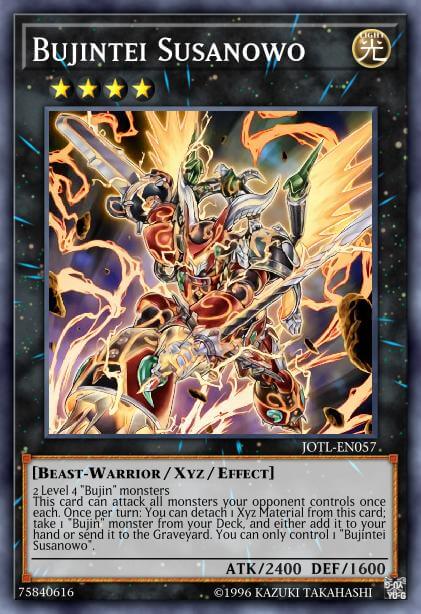 BUJINTEI SUSANOWO
LIGHT
光
JOTL-EN057
[BEAST-WARRIOR / XYZ / EFFECT]
2 Level 4 "Bujin" monsters
This card can attack all monsters your opponent controls once
each. Once per turn: You can detach 1 Xyz Material from this card;
take 1 "Bujin" monster from your Deck, and either add it to your
hand or send it to the Graveyard. You can only control 1 "Bujintei
Susanowo".
ATK/2400 DEF/1600
75840616
©1996 KAZUKI TAKAHASHI